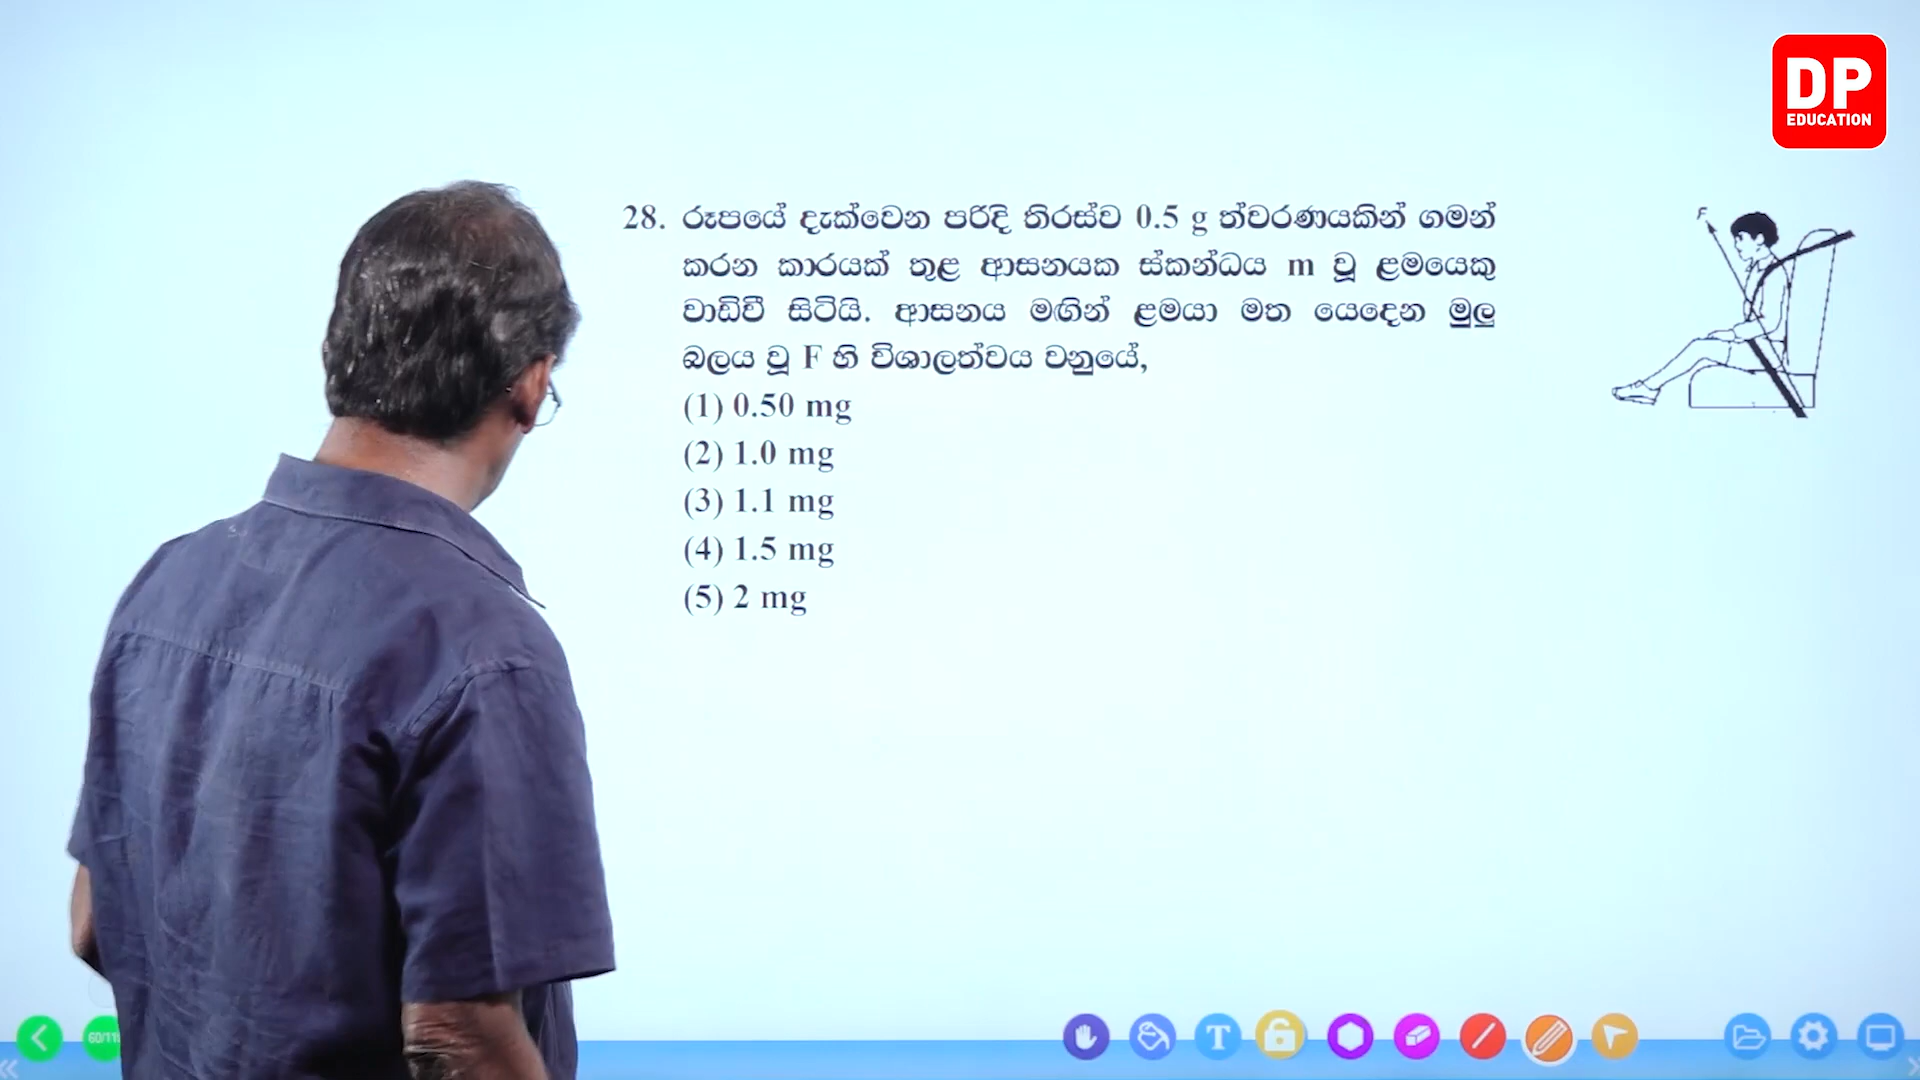 DP
EDUCATION
28. රූපයේ දැක්වෙන පරිදි තිරස්ව 0.5 g ත්වරණයකින් ගමන්
කරන කාරයක් තුළ ආසනයක ස්කන්ධය m වූ ළමයෙකු
වාඩිවී සිටියි. ආසනය මඟින් ළමයා මත යෙදෙන මුලු
බලය වූ F හි විශාලත්වය වනුයේ,
(1) 0.50 mg
(2) 1.0 mg
(3) 1.1 mg
(4) 1.5 mg
(5) 2 mg
F
T